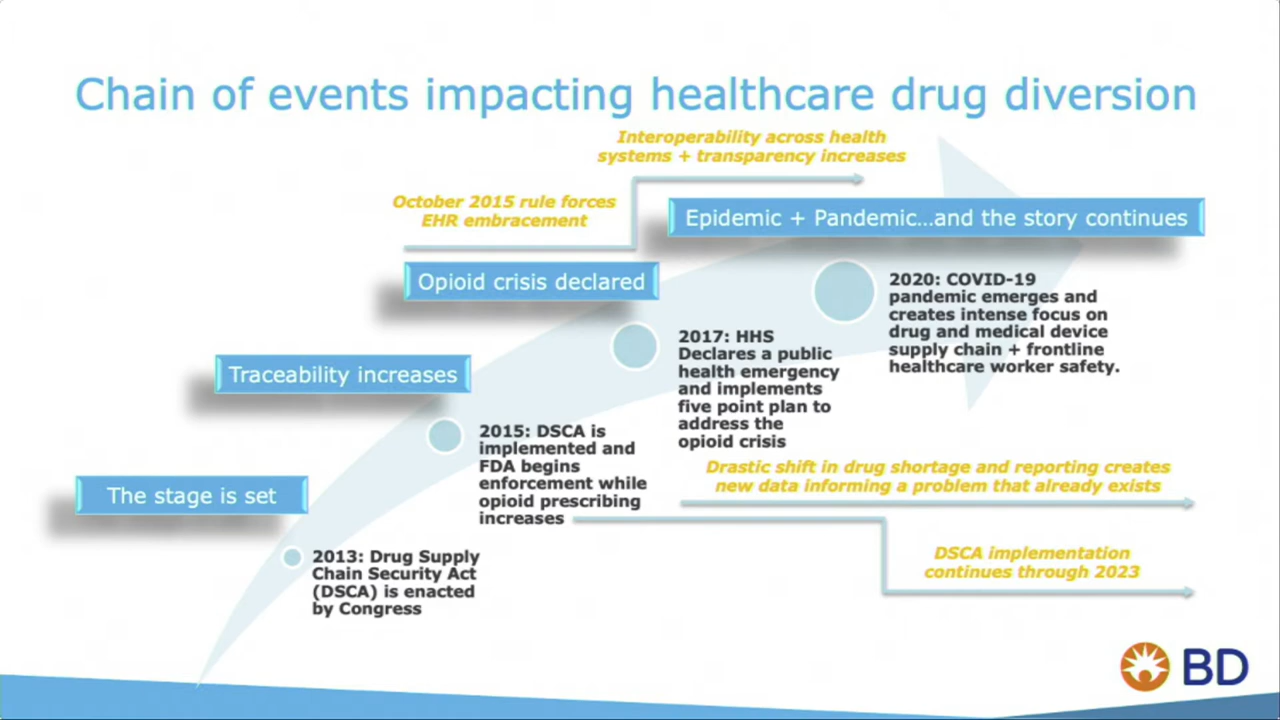 Chain of events impacting healthcare drug diversion
Interoperability across health
systems + transparency increases
October 2015 rule forces
EHR embracement
Epidemic + Pandemic...and the story continues
Opioid crisis declared
2020: COVID-19
pandemic emerges and
creates intense focus on
drug and medical device
supply chain + frontline
healthcare worker safety.
2017: HHS
Declares a public
health emergency
and implements
five point plan to
address the
opioid crisis
Traceability increases
2015: DSCA is
implemented and
FDA begins
enforcement while
opioid prescribing
increases
Drastic shift in drug shortage and reporting creates
new data informing a problem that already exists
The stage is set
2013: Drug Supply
Chain Security Act
(DSCA) is enacted
by Congress
DSCA implementation
continues through 2023
BD